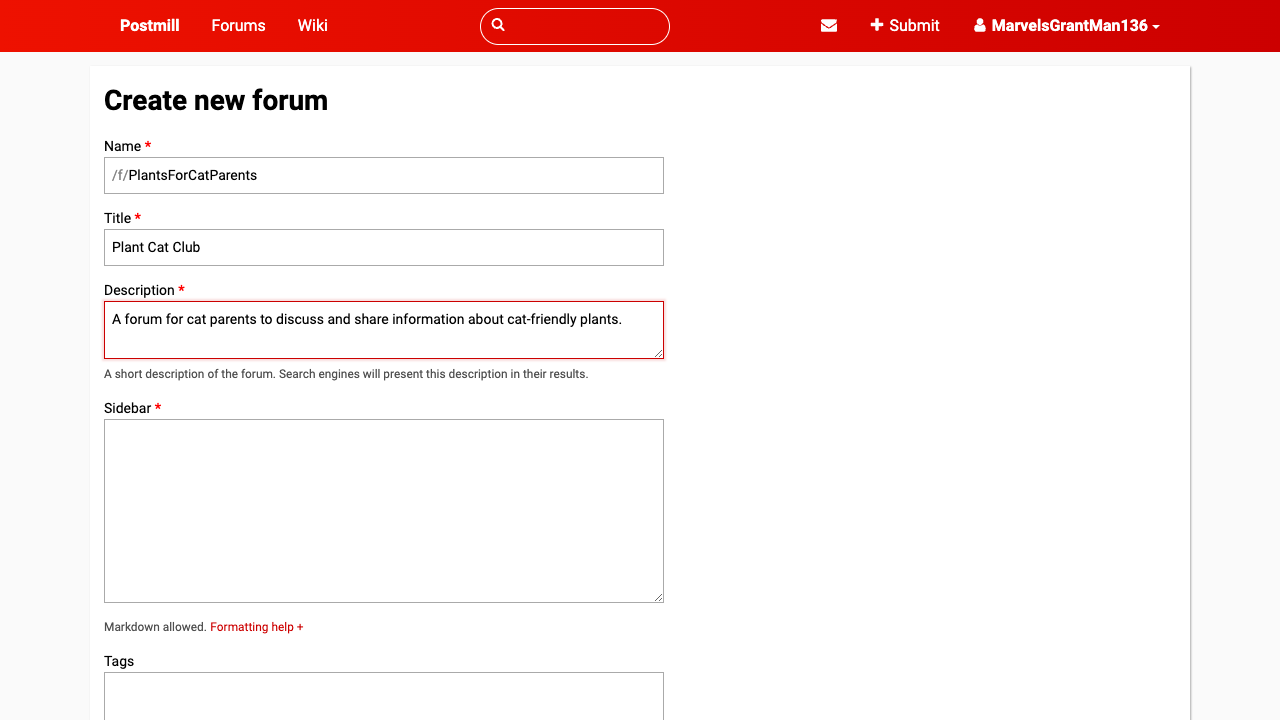 Postmill Forums Wiki Submit MarvelsGrantMan136
Create new forum
Name *
/f/PlantsForCatParents
Title *
Plant Cat Club
Description *
A forum for cat parents to discuss and share information about cat-friendly plants.
A short description of the forum. Search engines will present this description in their results.
Sidebar *
Markdown allowed. Formatting help +
Tags